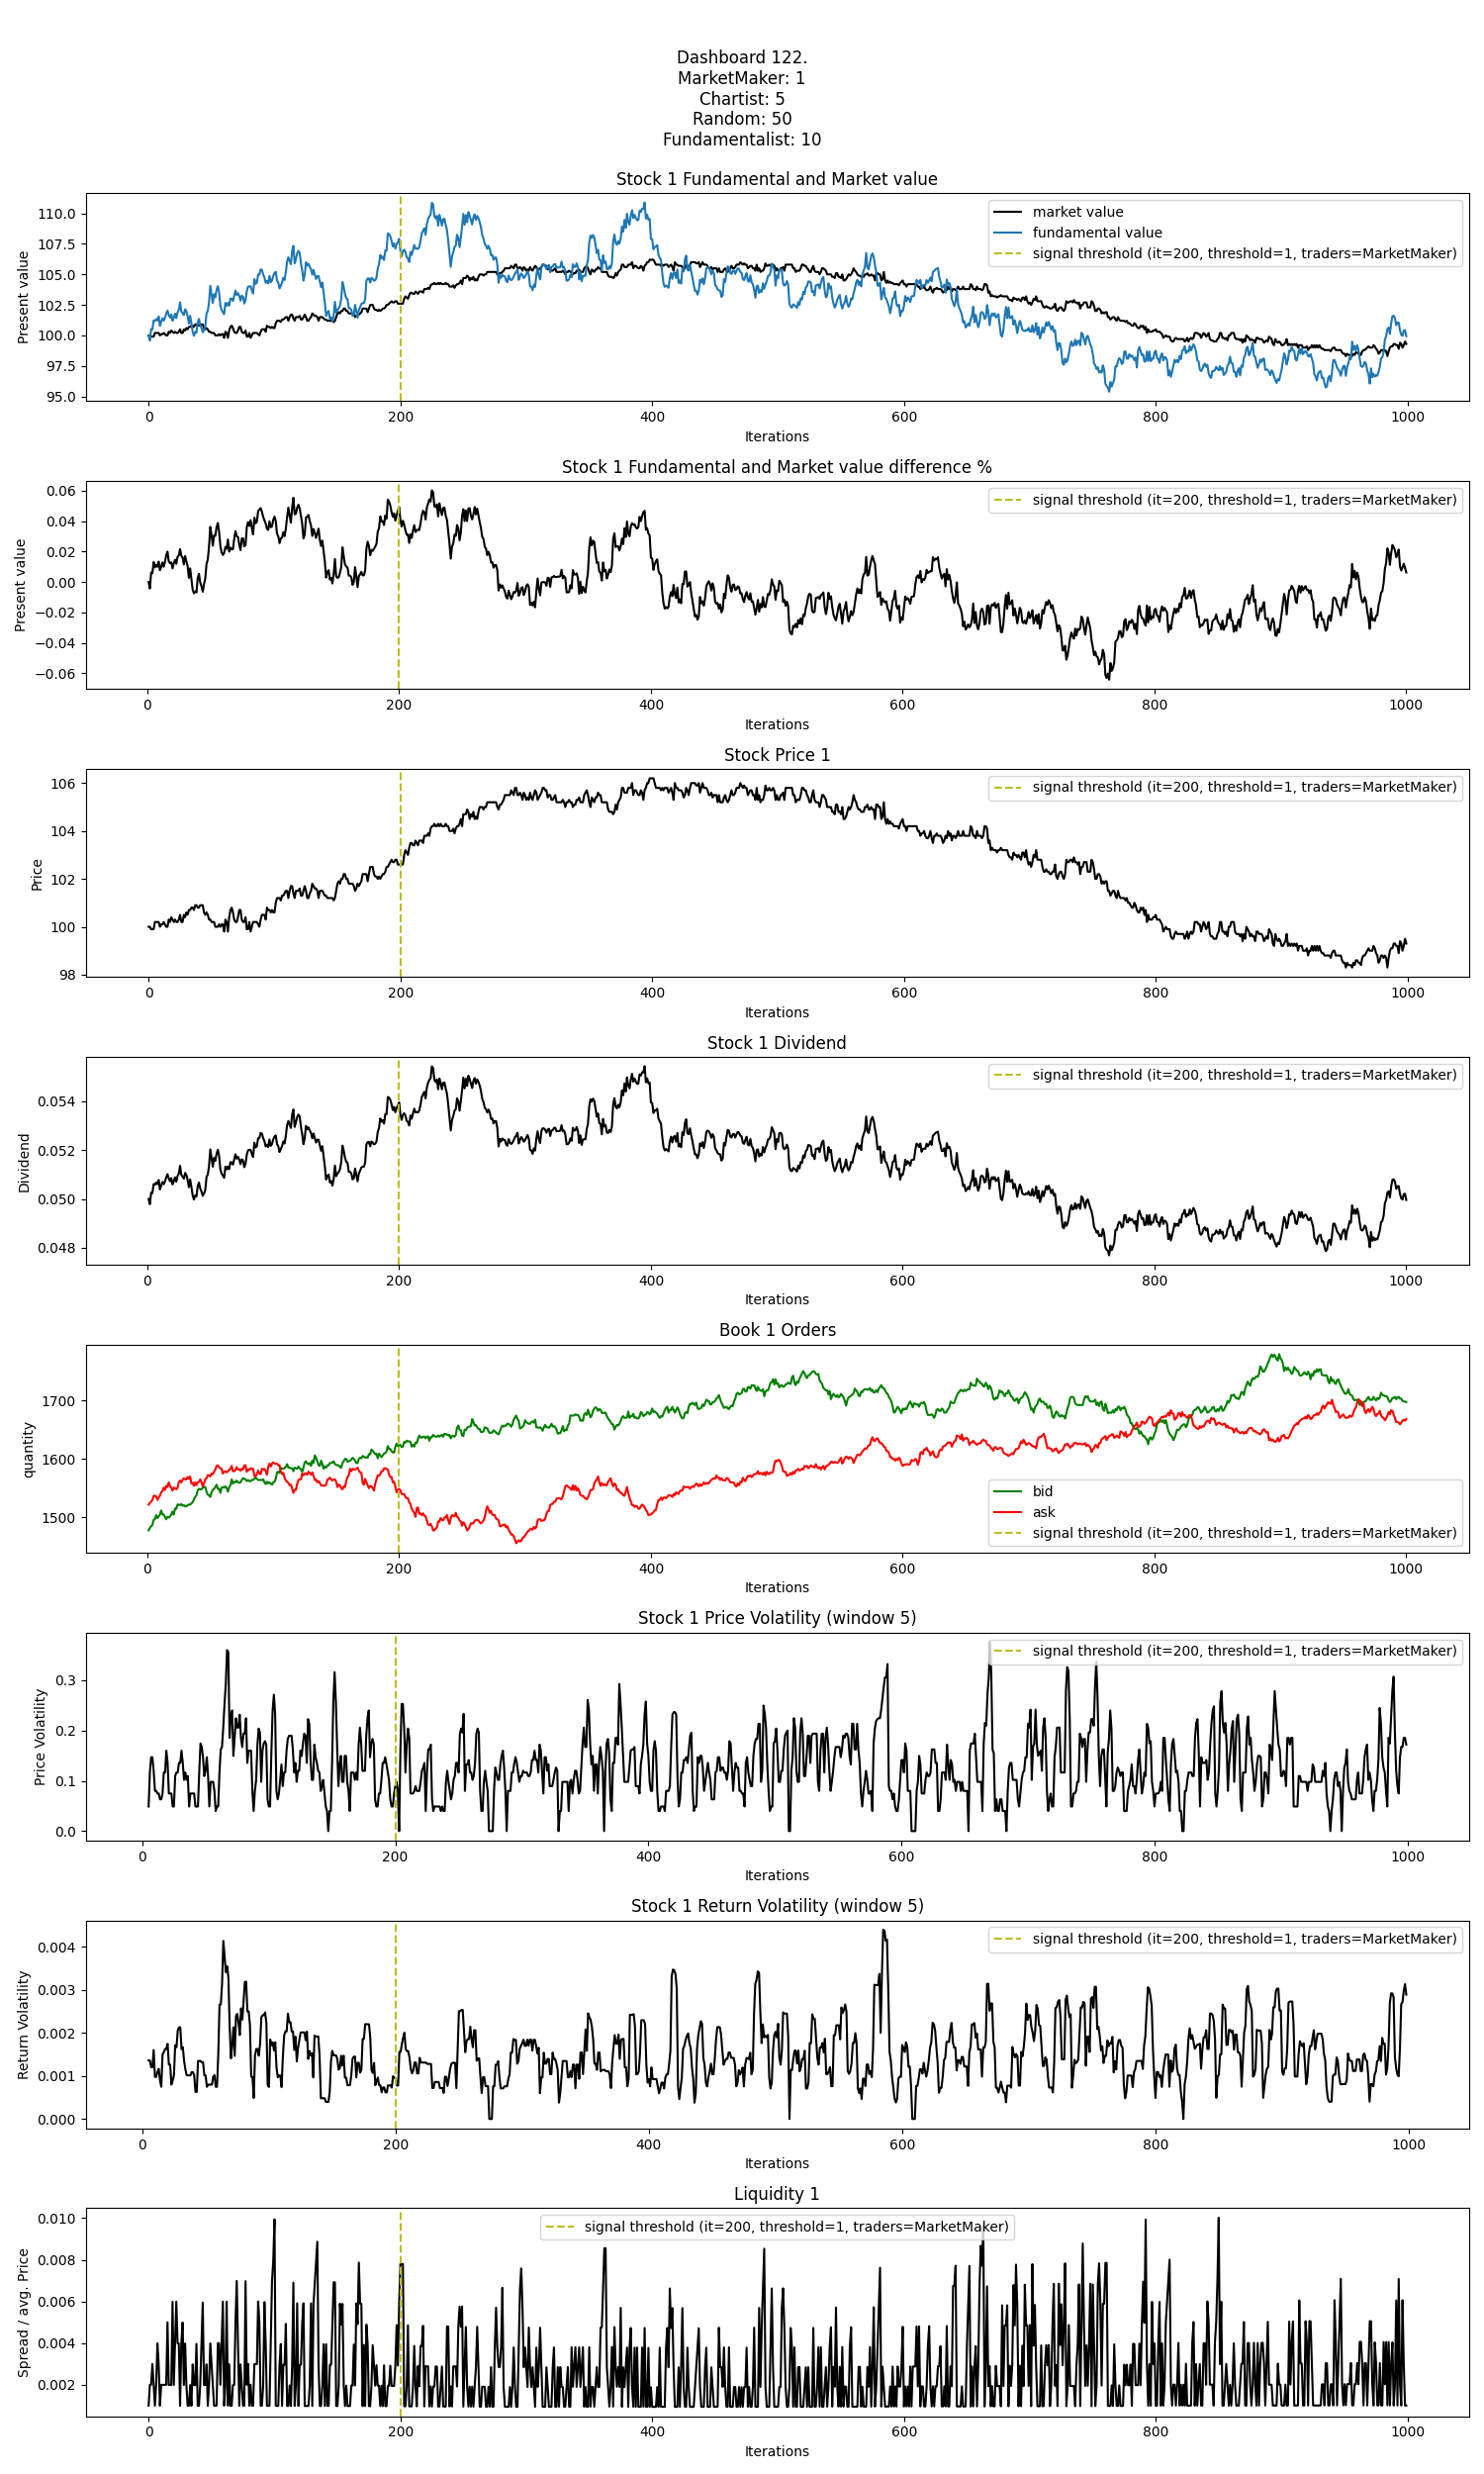 Dashboard 122.
MarketMaker: 1
Chartist: 5
Random: 50
Fundamentalist: 10
Stock 1 Fundamental and Market value
Present value
110.0
107.5
105.0
102.5
100.0
97.5
95.0
market value
fundamental value
signal threshold (it=200, threshold=1, traders=MarketMaker)
0 200 400 600 800 1000
Iterations
Stock 1 Fundamental and Market value difference %
Present value
0.06
0.04
0.02
0.00
−0.02
−0.04
−0.06
signal threshold (it=200, threshold=1, traders=MarketMaker)
0 200 400 600 800 1000
Iterations
Stock Price 1
Price
106
104
102
100
98
signal threshold (it=200, threshold=1, traders=MarketMaker)
0 200 400 600 800 1000
Iterations
Stock 1 Dividend
Dividend
0.054
0.052
0.050
0.048
signal threshold (it=200, threshold=1, traders=MarketMaker)
0 200 400 600 800 1000
Iterations
Book 1 Orders
quantity
1700
1600
1500
bid
ask
signal threshold (it=200, threshold=1, traders=MarketMaker)
0 200 400 600 800 1000
Iterations
Stock 1 Price Volatility (window 5)
Price Volatility
0.3
0.2
0.1
0.0
signal threshold (it=200, threshold=1, traders=MarketMaker)
0 200 400 600 800 1000
Iterations
Stock 1 Return Volatility (window 5)
Return Volatility
0.004
0.003
0.002
0.001
0.000
signal threshold (it=200, threshold=1, traders=MarketMaker)
0 200 400 600 800 1000
Iterations
Liquidity 1
Spread / avg. Price
0.010
0.008
0.006
0.004
0.002
signal threshold (it=200, threshold=1, traders=MarketMaker)
0 200 400 600 800 1000
Iterations